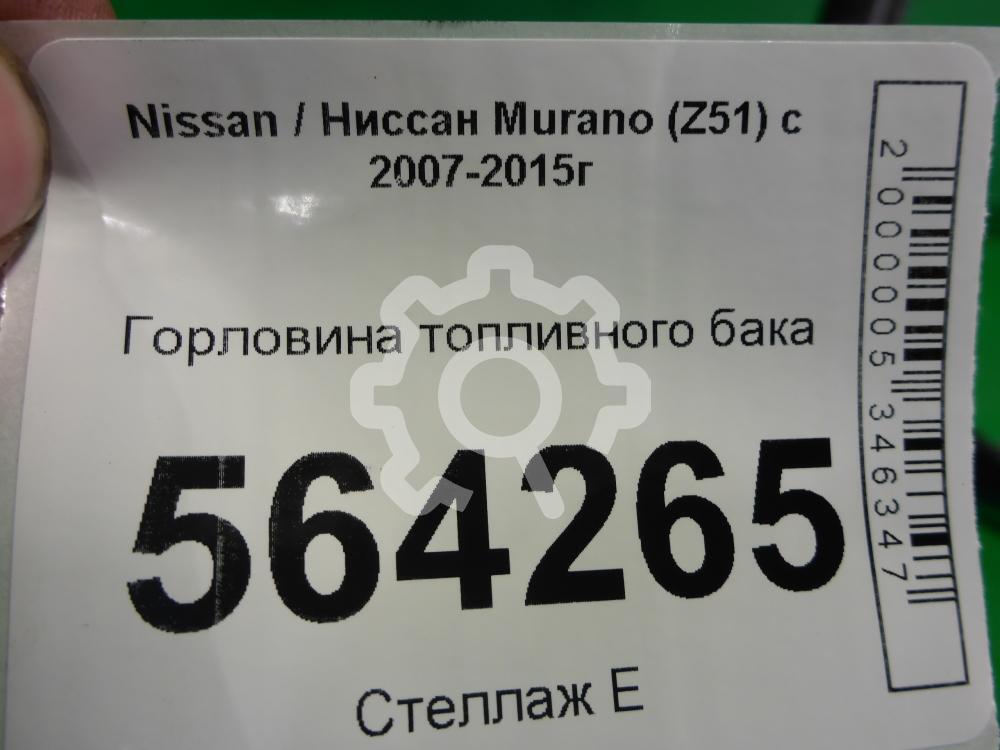 Nissan / Ниссан Murano (Z51) с
2007-2015г
Горловина топливного бака
564265
Стеллаж Е
2000005346347